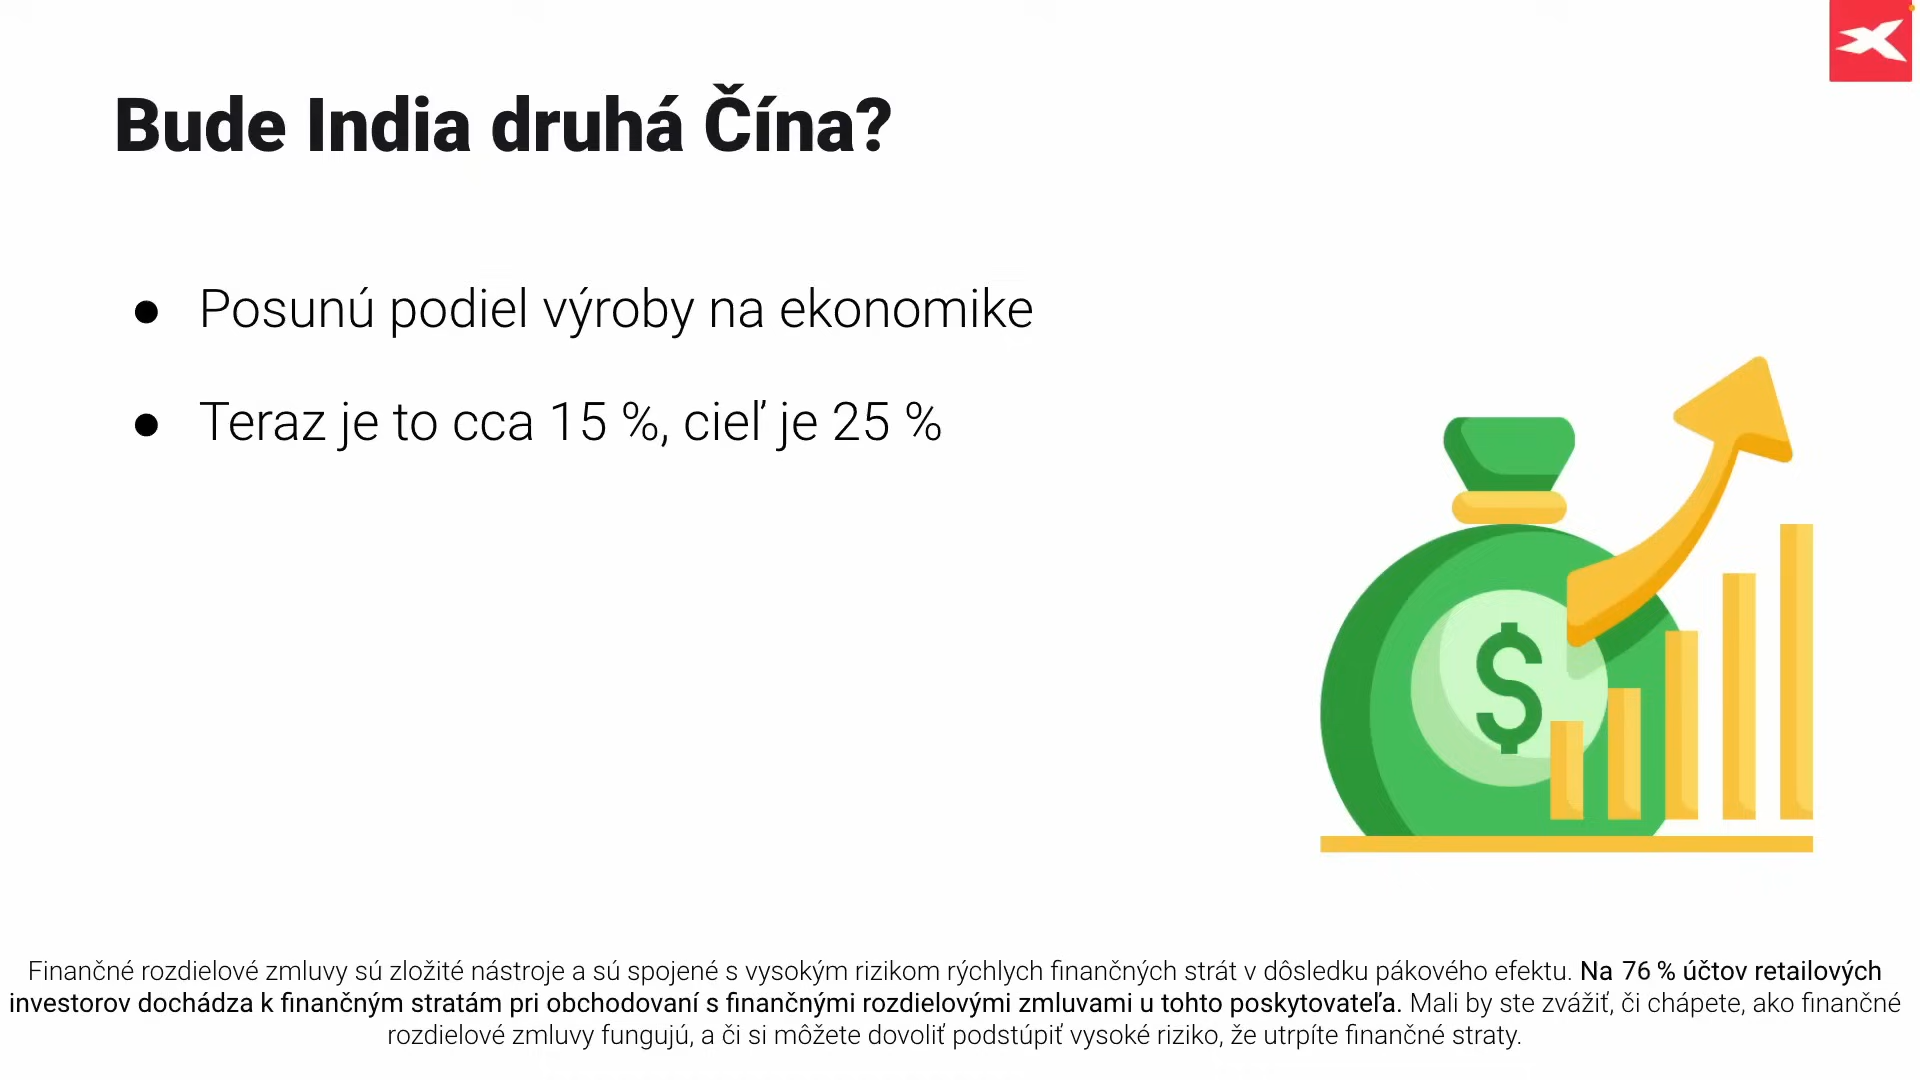 Bude India druhá Čína?
● Posunú podiel výroby na ekonomike
● Teraz je to cca 15 %, cieľ je 25 %
$
Finančné rozdielové zmluvy sú zložité nástroje a sú spojené s vysokým rizikom rýchlych finančných strát v dôsledku pákového efektu. Na 76 % účtov retailových
investorov dochádza k finančným stratám pri obchodovaní s finančnými rozdielovými zmluvami u tohto poskytovateľa. Mali by ste zvážiť, či chápete, ako finančné
rozdielové zmluvy fungujú, a či si môžete dovoliť podstúpiť vysoké riziko, že utrpíte finančné straty.